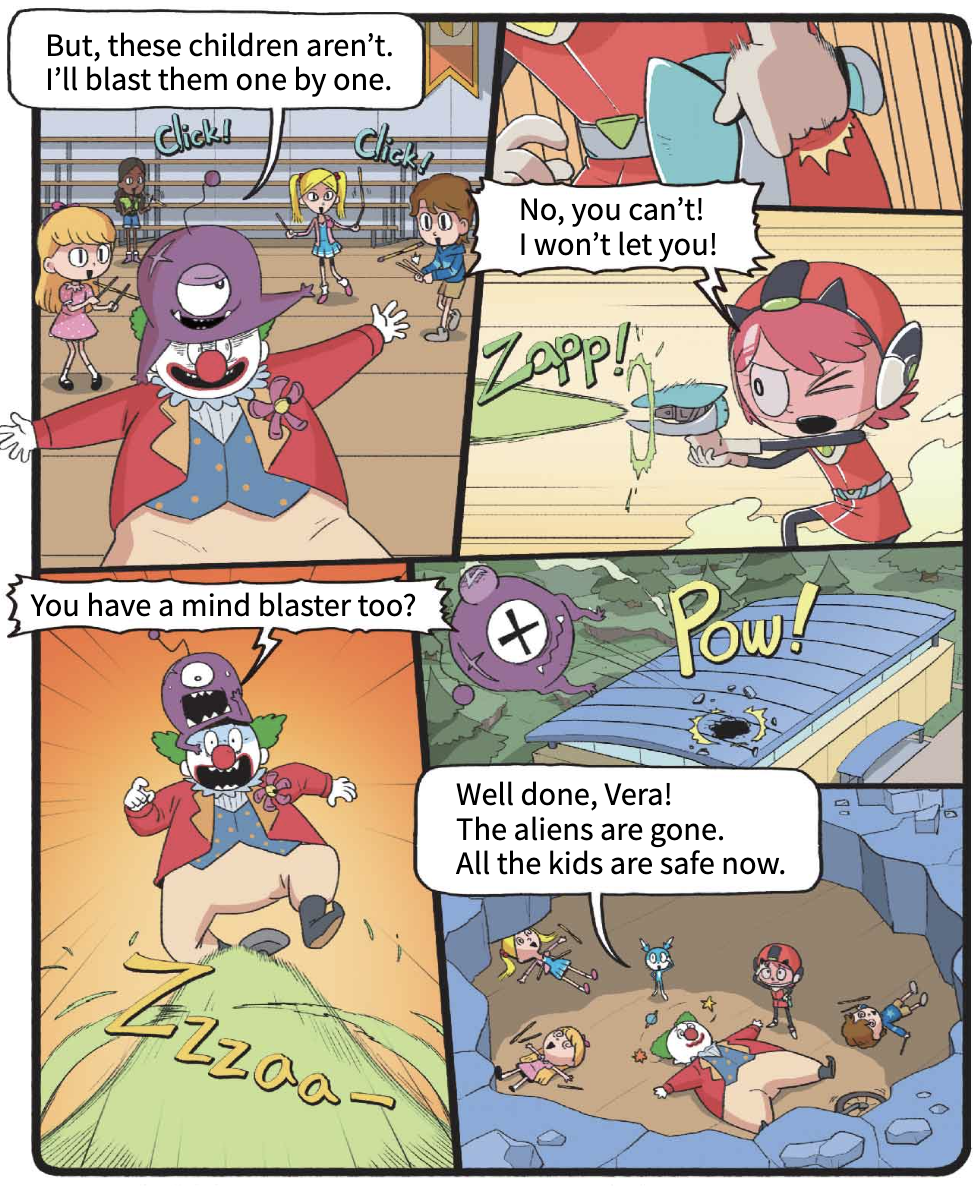 But, these children aren't.
I'll blast them one by one.
Click!
Click!
No, you can't!
I won't let you!
Zapp!
You have a mind blaster too?
Pow!
Zzzzaa–
Well done, Vera!
The aliens are gone.
All the kids are safe now.